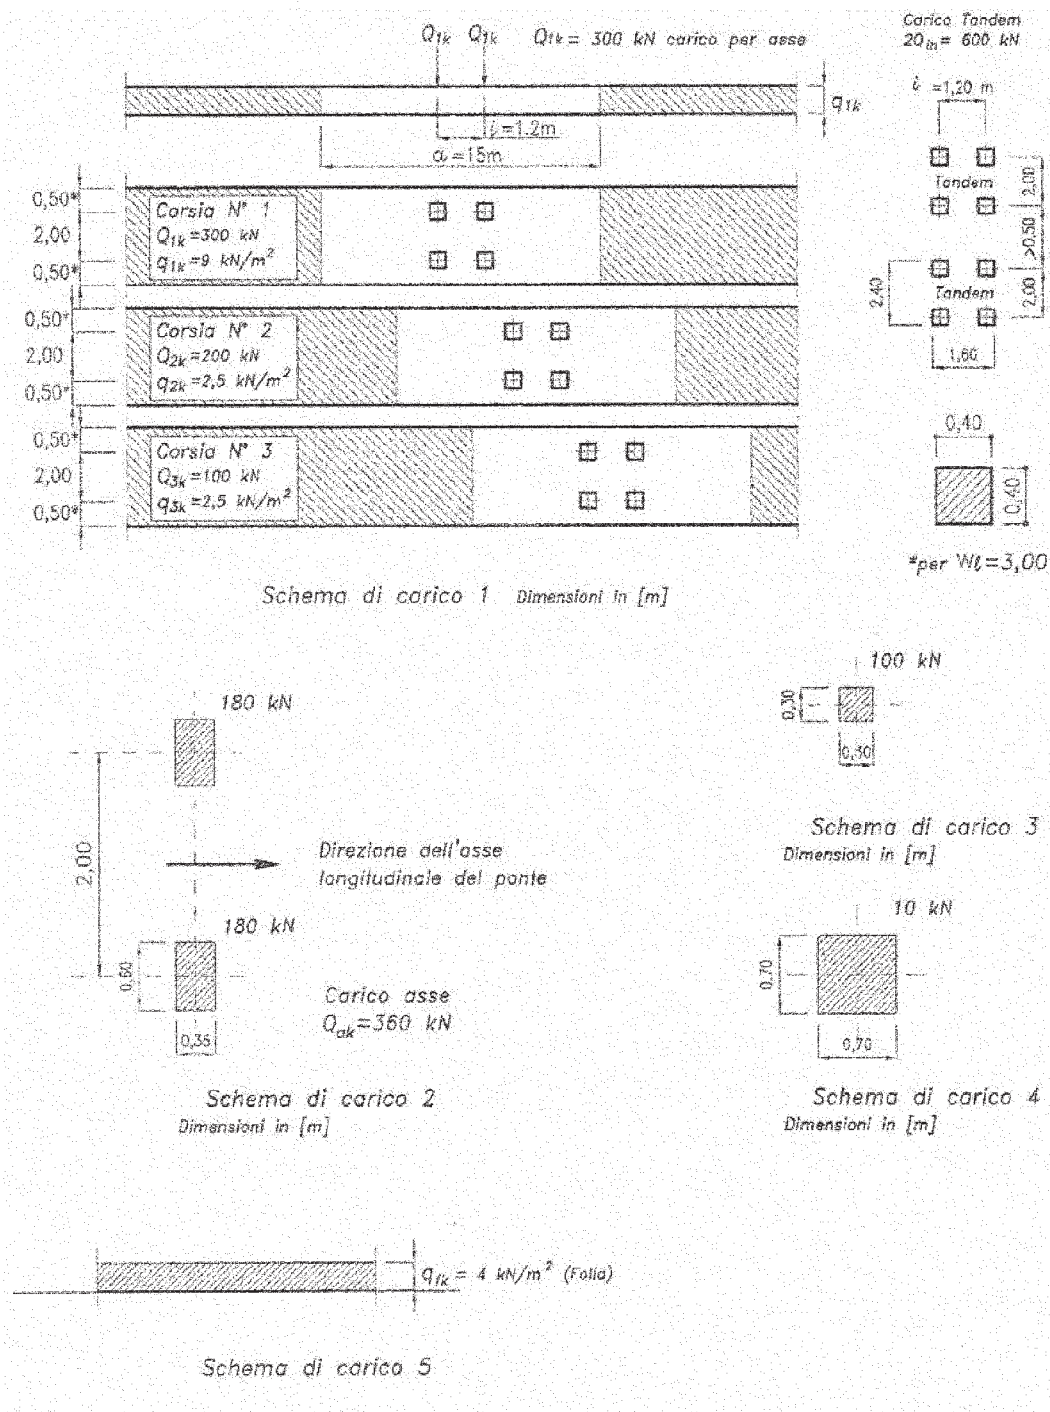 Q1k Q1k Q1k = 300 kN carico per asse
Carico Tandem
2Qin= 600 kN
q1k
i =1,20 m
i=1.2m
a=15m
0,50*
2,00
0,50*
Corsia N° 1
Q1k=300 kN
q1k=9 kN/m²
0,50*
2,00
0,50*
Corsia N° 2
Q2k=200 kN
q2k=2,5 kN/m²
0,50*
2,00
0,50*
Corsia N° 3
Q3k=100 kN
q3k=2,5 kN/m²
Tandem
2,00
>0,50
2,40
Tandem
2,00
1,60
0,40
0,40
*per Wℓ=3,00
Schema di carico 1 Dimensioni in [m]
180 kN
2,00
Direzione dell'asse
longitudinale del ponte
180 kN
0,60
0,35
Carico asse
Qak=360 kN
Schema di carico 2
Dimensioni in [m]
100 kN
0,30
0,30
Schema di carico 3
Dimensioni in [m]
10 kN
0,70
0,70
Schema di carico 4
Dimensioni in [m]
qfk = 4 kN/m² (Folla)
Schema di carico 5